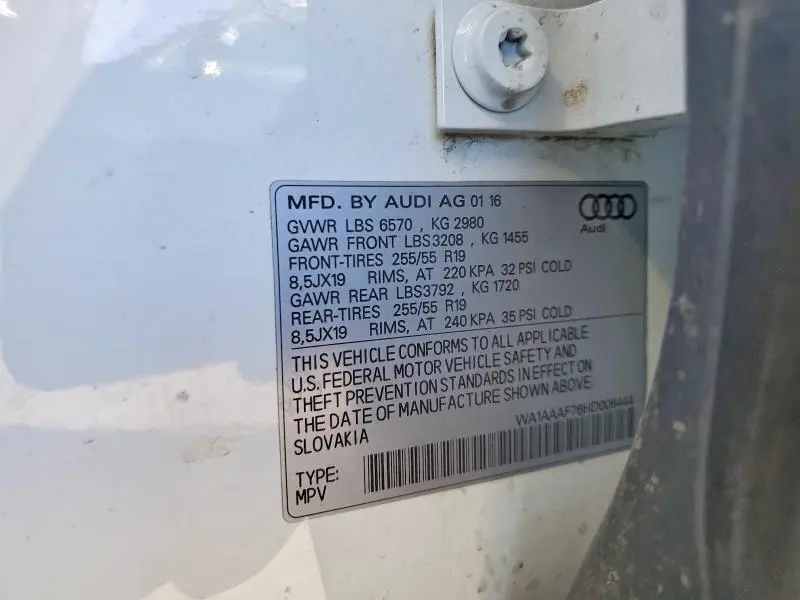 MFD. BY AUDI AG 01 16
Audi
GVWR LBS 6570 , KG 2980
GAWR FRONT LBS3208 , KG 1455
FRONT-TIRES 255/55 R19
8,5JX19 RIMS, AT 220 KPA 32 PSI COLD
GAWR REAR LBS3792 , KG 1720
REAR-TIRES 255/55 R19
8,5JX19 RIMS, AT 240 KPA 35 PSI COLD
THIS VEHICLE CONFORMS TO ALL APPLICABLE
U.S. FEDERAL MOTOR VEHICLE SAFETY AND
THEFT PREVENTION STANDARDS IN EFFECT ON
THE DATE OF MANUFACTURE SHOWN ABOVE.
SLOVAKIA
WA1AAAF76HD006444
TYPE:
MPV